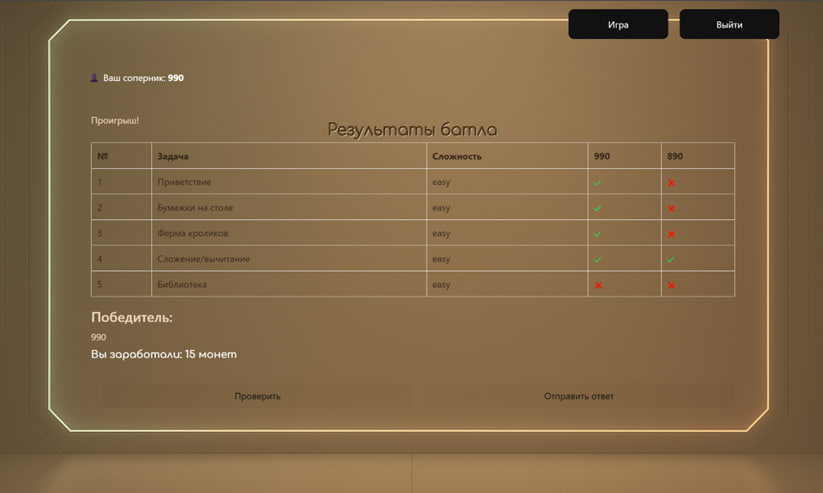 Игра Выйти
Ваш соперник: 990
Проигрыш!
Результаты батла
№ Задача Сложность 990 890
1 Приветствие easy
2 Бумажки на столе easy
3 Ферма кроликов easy
4 Сложение/вычитание easy
5 Библиотека easy
Победитель:
990
Вы заработали: 15 монет
Проверить Отправить ответ